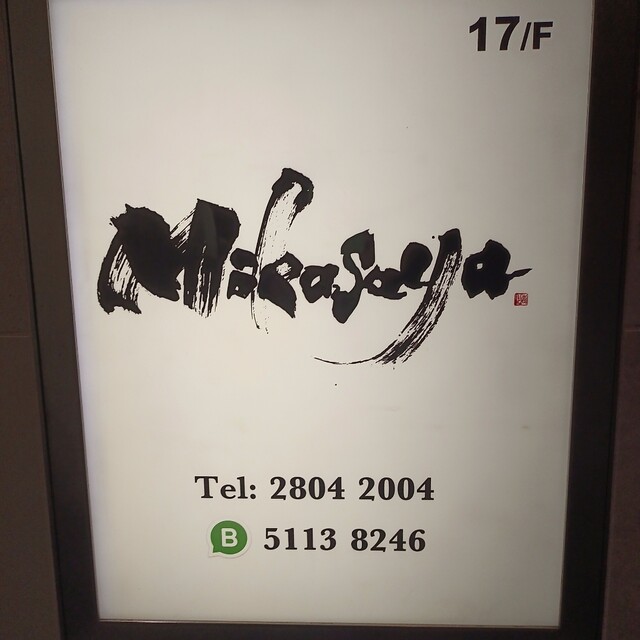 17/F
Mikasaya
Tel: 2804 2004
B 5113 8246